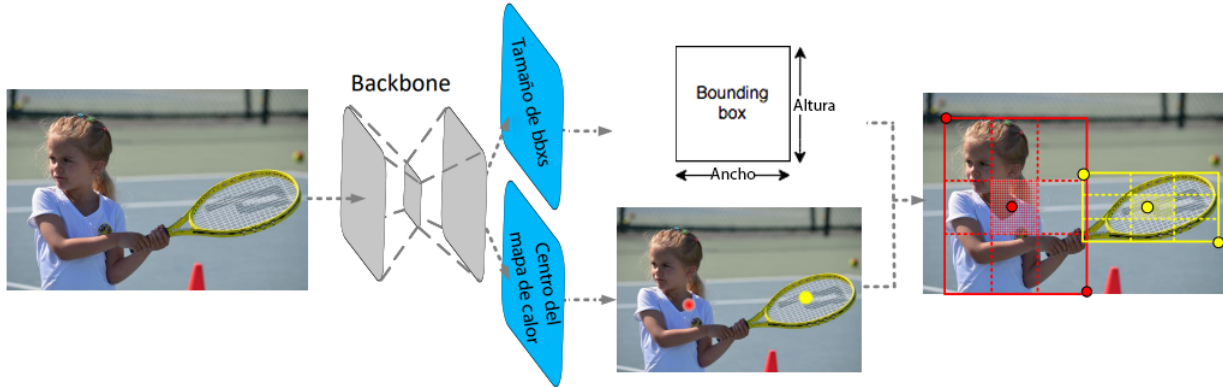 Backbone
Tamaño de bbxs
Centro del
mapa de calor
Bounding
box
Altura
Ancho